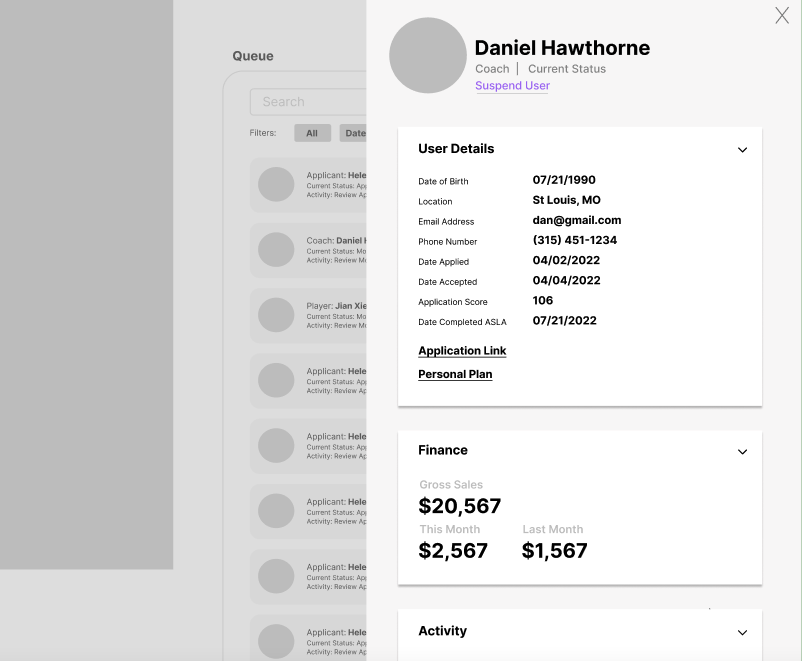 Queue
Search
Filters: All Date
Applicant: Hele
Current Status: App
Activity: Review Ap
Coach: Daniel H
Current Status: Mo
Activity: Review Mo
Player: Jian Xie
Current Status: Mo
Activity: Review Mo
Applicant: Hele
Current Status: App
Activity: Review Ap
Applicant: Hele
Current Status: App
Activity: Review Ap
Applicant: Hele
Current Status: App
Activity: Review Ap
Applicant: Hele
Current Status: App
Activity: Review Ap
Applicant: Hele
Current Status: App
Activity: Review Ap
X
Daniel Hawthorne
Coach | Current Status
Suspend User
User Details
Date of Birth 07/21/1990
Location St Louis, MO
Email Address dan@gmail.com
Phone Number (315) 451-1234
Date Applied 04/02/2022
Date Accepted 04/04/2022
Application Score 106
Date Completed ASLA 07/21/2022
Application Link
Personal Plan
Finance
Gross Sales
$20,567
This Month Last Month
$2,567 $1,567
Activity